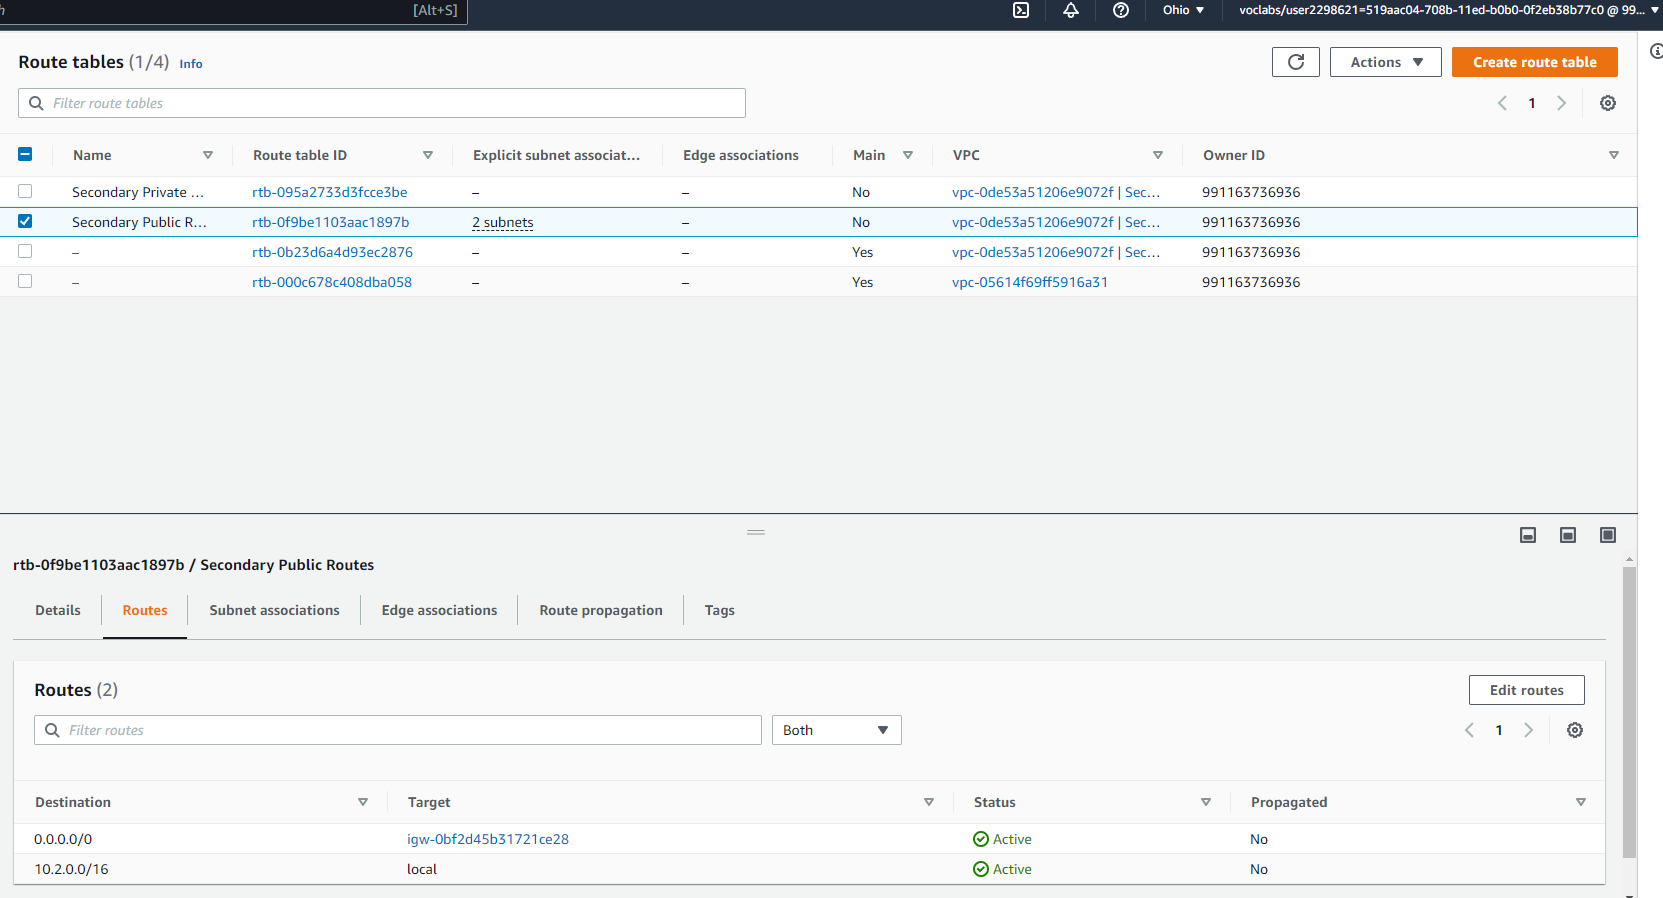 [Alt+S]
Ohio
voclabs/user2298621=519aac04-708b-11ed-b0b0-0f2eb38b77c0 @ 99...
Route tables (1/4) Info
Actions
Create route table
Filter route tables
1
Name Route table ID Explicit subnet associat... Edge associations Main VPC Owner ID
Secondary Private ... rtb-095a2733d3fcce3be – – No vpc-0de53a51206e9072f | Sec... 991163736936
Secondary Public R... rtb-0f9be1103aac1897b 2 subnets – No vpc-0de53a51206e9072f | Sec... 991163736936
– rtb-0b23d6a4d93ec2876 – – Yes vpc-0de53a51206e9072f | Sec... 991163736936
– rtb-000c678c408dba058 – – Yes vpc-05614f69ff5916a31 991163736936
rtb-0f9be1103aac1897b / Secondary Public Routes
Details Routes Subnet associations Edge associations Route propagation Tags
Routes (2)
Edit routes
Filter routes
Both
1
Destination Target Status Propagated
0.0.0.0/0 igw-0bf2d45b31721ce28 Active No
10.2.0.0/16 local Active No